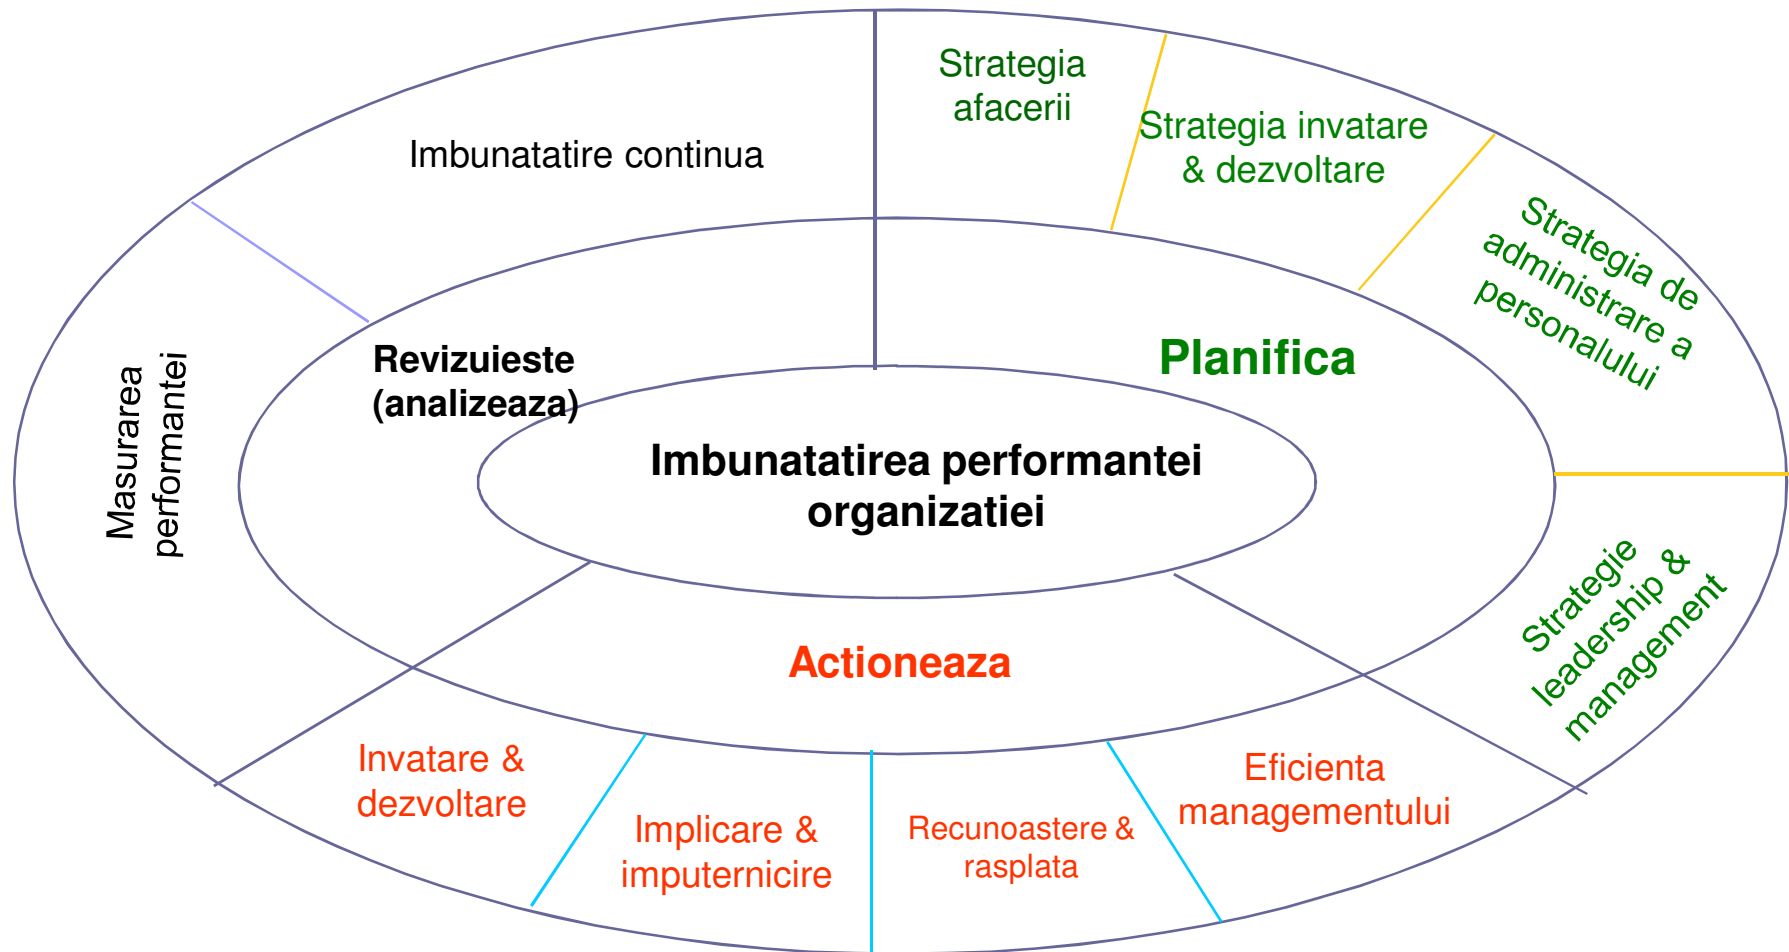 Strategia
afacerii
Strategia invatare
& dezvoltare
Imbunatatire continua
Strategia de
administrare a
personalului
Revizuieste
(analizeaza)
Planifica
Masurarea
performantei
Imbunatatirea performantei
organizatiei
Strategie
leadership &
management
Actioneaza
Invatare &
dezvoltare
Implicare &
imputernicire
Recunoastere &
rasplata
Eficienta
managementului